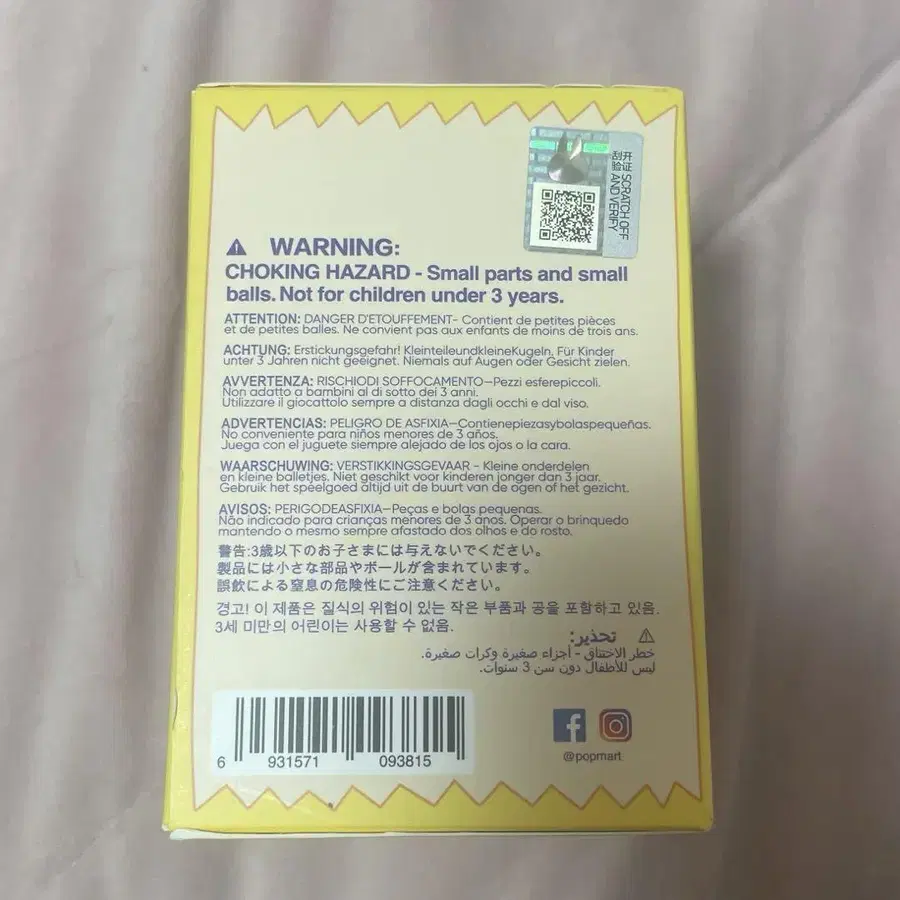 开 SCRATCH OFF
刮 AND VERIFY
WARNING:
CHOKING HAZARD - Small parts and small
balls. Not for children under 3 years.
ATTENTION: DANGER D'ETOUFFEMENT- Contient de petites pièces
et de petites balles. Ne convient pas aux enfants de moins de trois ans.
ACHTUNG: Erstickungsgefahr! KleinteileundkleineKugeln. Für Kinder
unter 3 Jahren nicht geeignet. Niemals auf Augen oder Gesicht zielen.
AVVERTENZA: RISCHIODI SOFFOCAMENTO—Pezzi esferepiccoli.
Non adatto a bambini al di sotto dei 3 anni.
Utilizzare il giocattolo sempre a distanza dagli occhi e dal viso.
ADVERTENCIAS: PELIGRO DE ASFIXIA—Contienepiezasybolaspequeñas.
No conveniente para niños menores de 3 años.
Juega con el juguete siempre alejado de los ojos o la cara.
WAARSCHUWING: VERSTIKKINGSGEVAAR - Kleine onderdelen
en kleine balletjes. Niet geschikt voor kinderen jonger dan 3 jaar.
Gebruik het speelgoed altijd uit de buurt van de ogen of het gezicht.
AVISOS: PERIGODEASFIXIA—Peças e bolas pequenas.
Não indicado para crianças menores de 3 anos. Operar o brinquedo
mantendo o mesmo sempre afastado dos olhos e do rosto.
警告:3歳以下のお子さまには与えないでください。
製品には小さな部品やボールが含まれています。
誤飲による窒息の危険性にご注意ください。
경고! 이 제품은 질식의 위험이 있는 작은 부품과 공을 포함하고 있음.
3세 미만의 어린이는 사용할 수 없음.
تحذير:
خطر الاختناق - أجزاء صغيرة وكرات صغيرة.
ليس للأطفال دون سن 3 سنوات.
6 931571 093815
@popmart